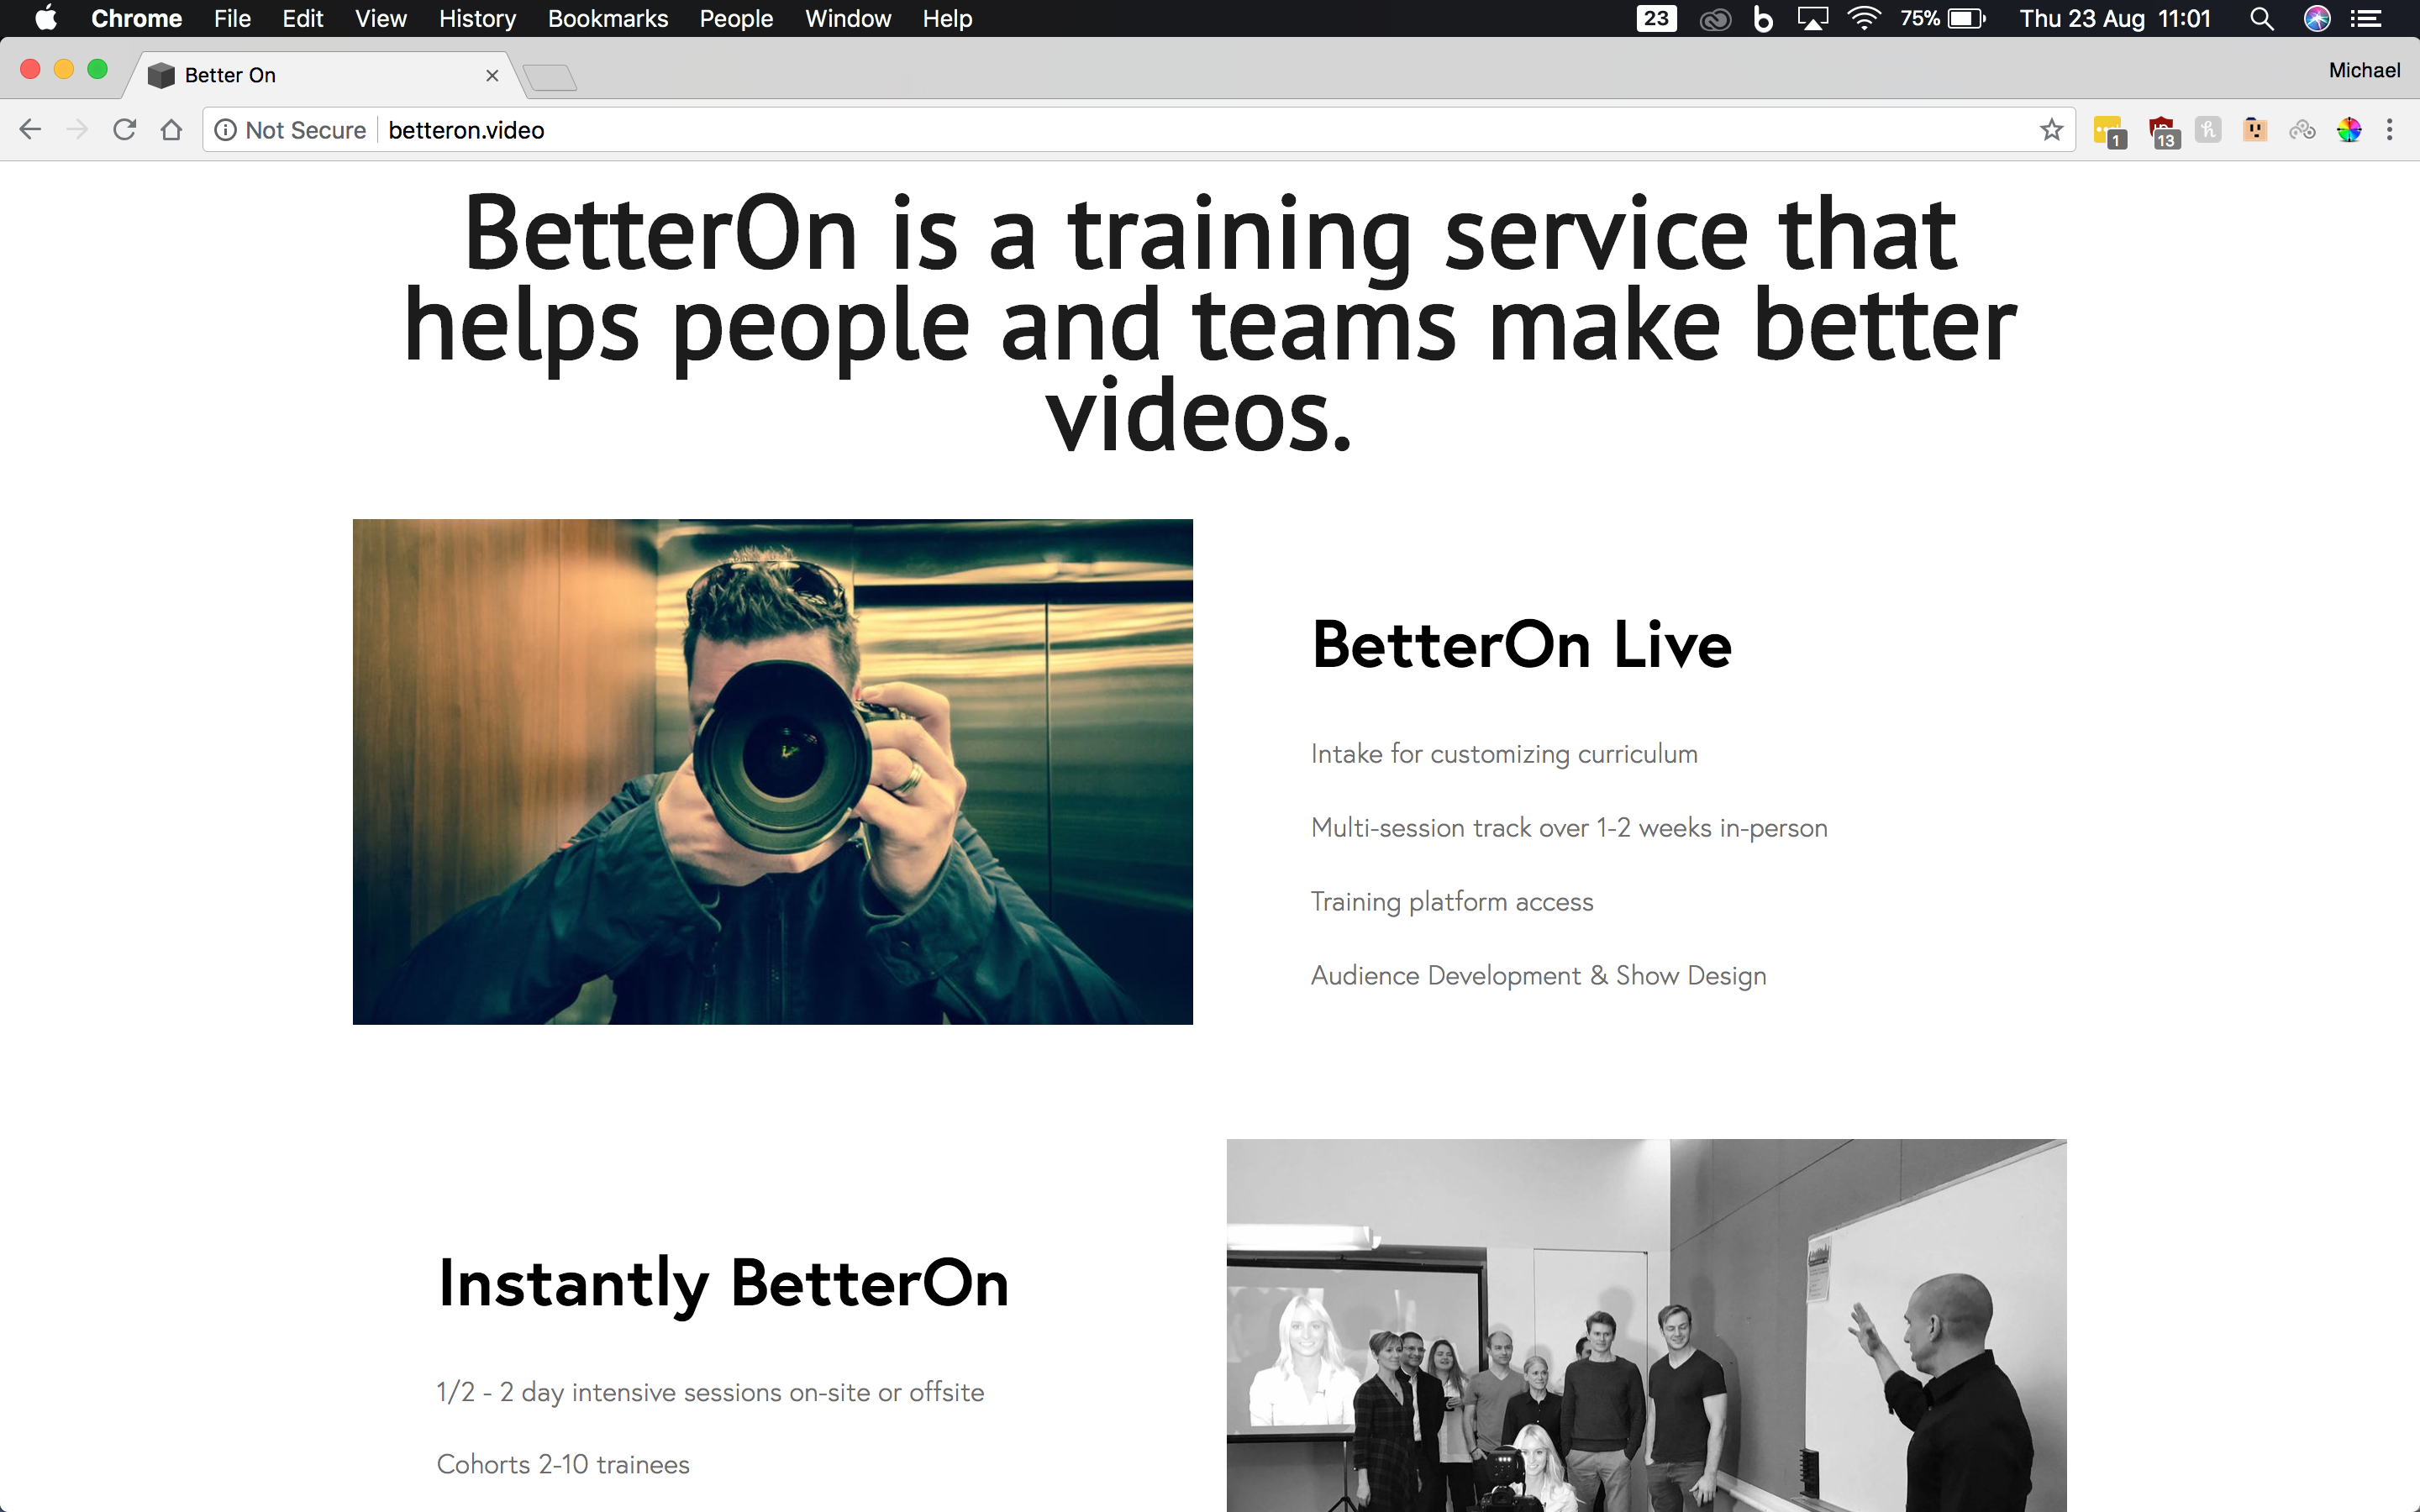 Chrome File Edit View History Bookmarks People Window Help 23 75% Thu 23 Aug 11:01
Better On
Michael
Not Secure betteron.video
1 13
BetterOn is a training service that
helps people and teams make better
videos.
BetterOn Live
Intake for customizing curriculum
Multi-session track over 1-2 weeks in-person
Training platform access
Audience Development & Show Design
Instantly BetterOn
1/2 - 2 day intensive sessions on-site or offsite
Cohorts 2-10 trainees